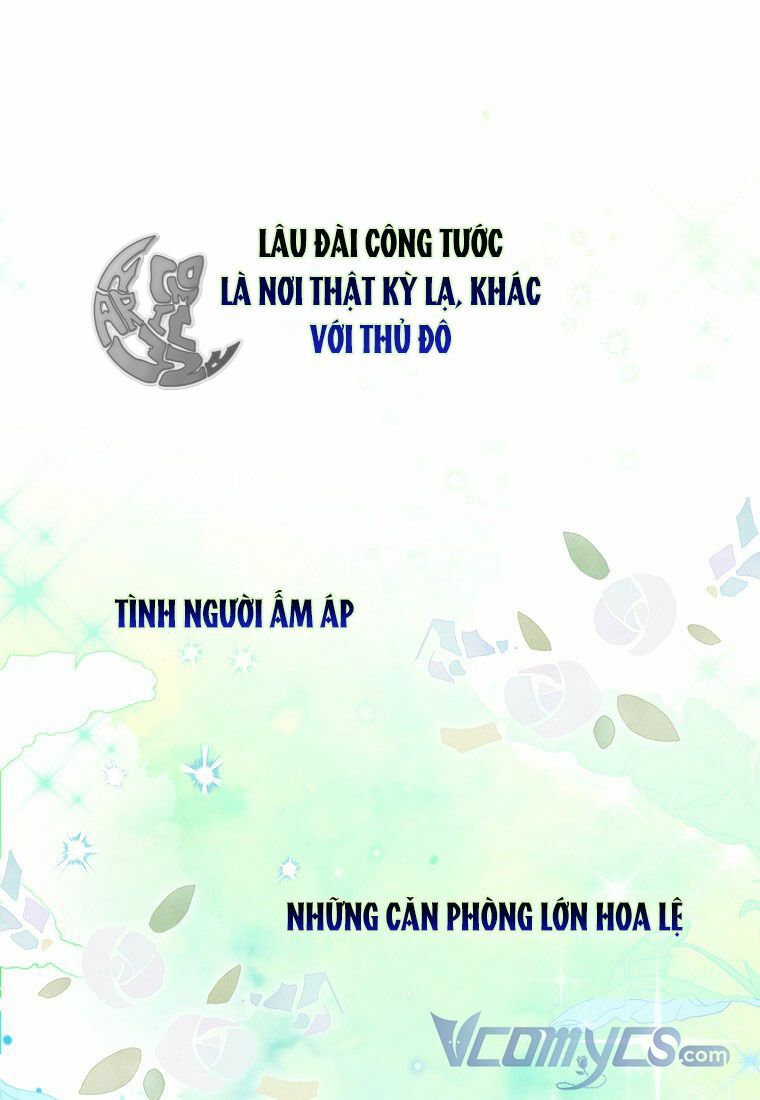 LÂU ĐÀI CÔNG TƯỚC
LÀ NƠI THẬT KỲ LẠ, KHÁC
VỚI THỦ ĐÔ
TÌNH NGƯỜI ẤM ÁP
NHỮNG CĂN PHÒNG LỚN HOA LỆ
VCOMYCS.com